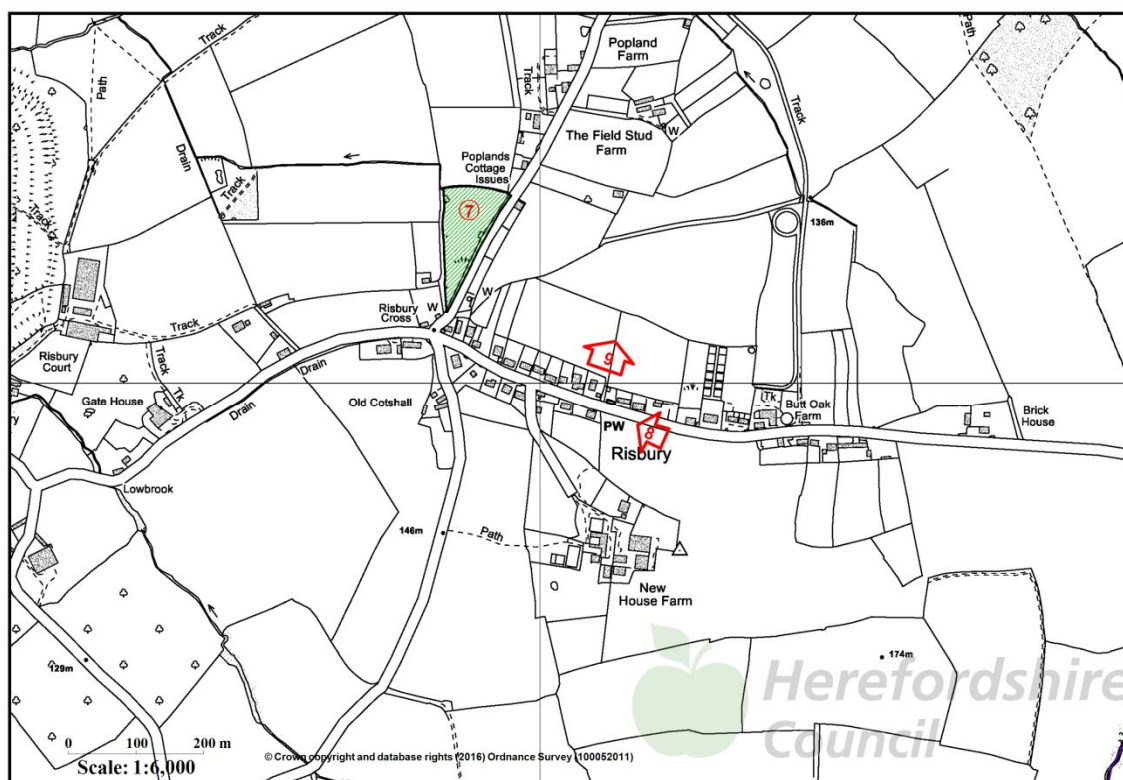 Popland
Farm
Path
Track
Path
Track
Track
The Field Stud
Farm
W
Track
Drain
Poplands
Cottage
Issues
Track
7
136m
Track
W
W
Risbury
Cross
Track
Risbury
Court
9
Track
Gate House
Tk
Drain
Drain
Old Cotshall
Tk
Butt Oak
Farm
Brick
House
PW
8
Risbury
Lowbrook
146m
Path
New
House Farm
129m
174m
Herefordshire
Council
0 100 200 m
Scale: 1:6,000
© Crown copyright and database rights (2016) Ordnance Survey (100052011)